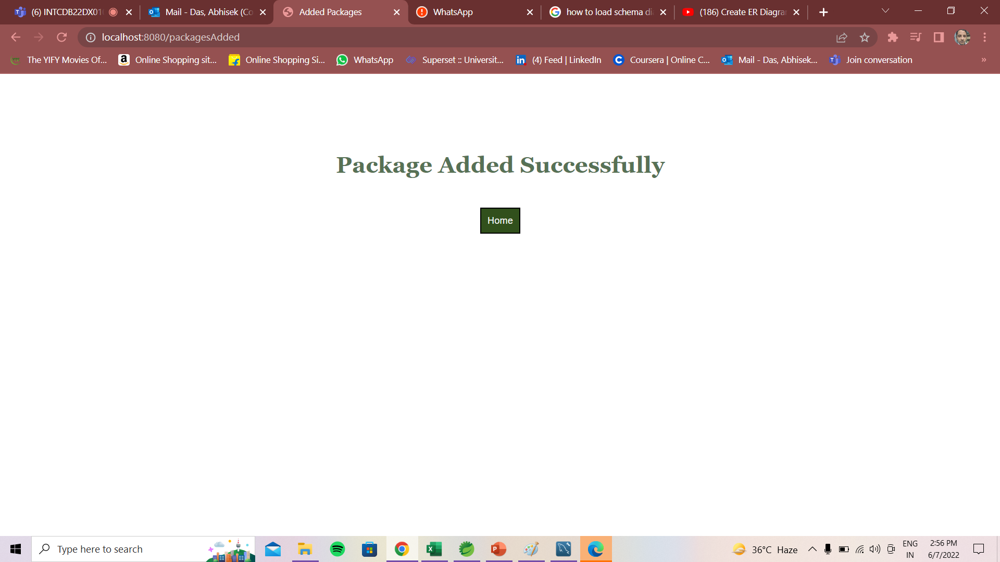 (6) INTCDB22DX01
Mail - Das, Abhisek (Co
Added Packages
WhatsApp
how to load schema di
(186) Create ER Diagra
localhost:8080/packagesAdded
The YIFY Movies Of...
Online Shopping sit...
Online Shopping Si...
WhatsApp
Superset :: Universit...
(4) Feed | LinkedIn
Coursera | Online C...
Mail - Das, Abhisek...
Join conversation
»
Package Added Successfully
Home
Type here to search
36°C Haze
ENG
IN
2:56 PM
6/7/2022